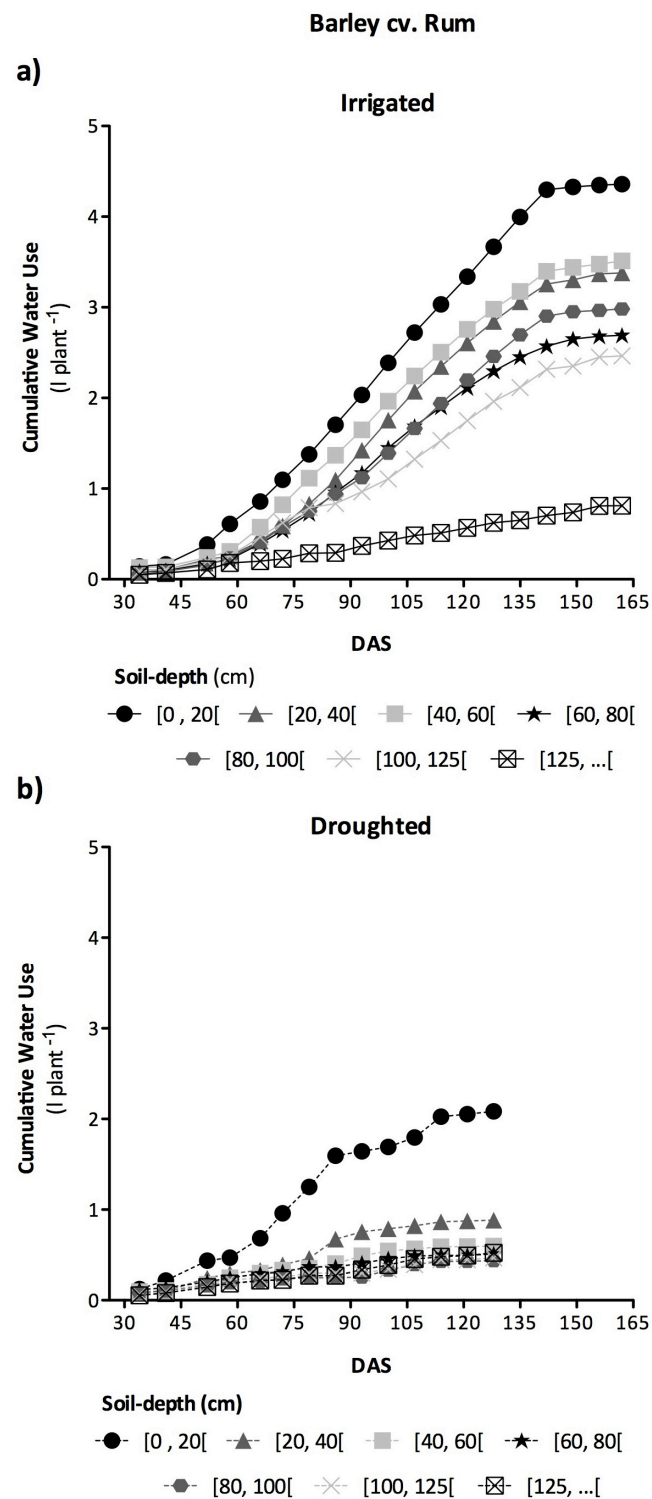 Barley cv. Rum
a)
Irrigated
5
4
3
2
1
0
Cumulative Water Use
(l plant -1)
30 45 60 75 90 105 120 135 150 165
DAS
Soil-depth (cm)
[0 , 20[ [20, 40[ [40, 60[ [60, 80[
[80, 100[ [100, 125[ [125, ...[
b)
Droughted
5
4
3
2
1
0
Cumulative Water Use
(l plant -1)
30 45 60 75 90 105 120 135 150 165
DAS
Soil-depth (cm)
[0 , 20[ [20, 40[ [40, 60[ [60, 80[
[80, 100[ [100, 125[ [125, ...[